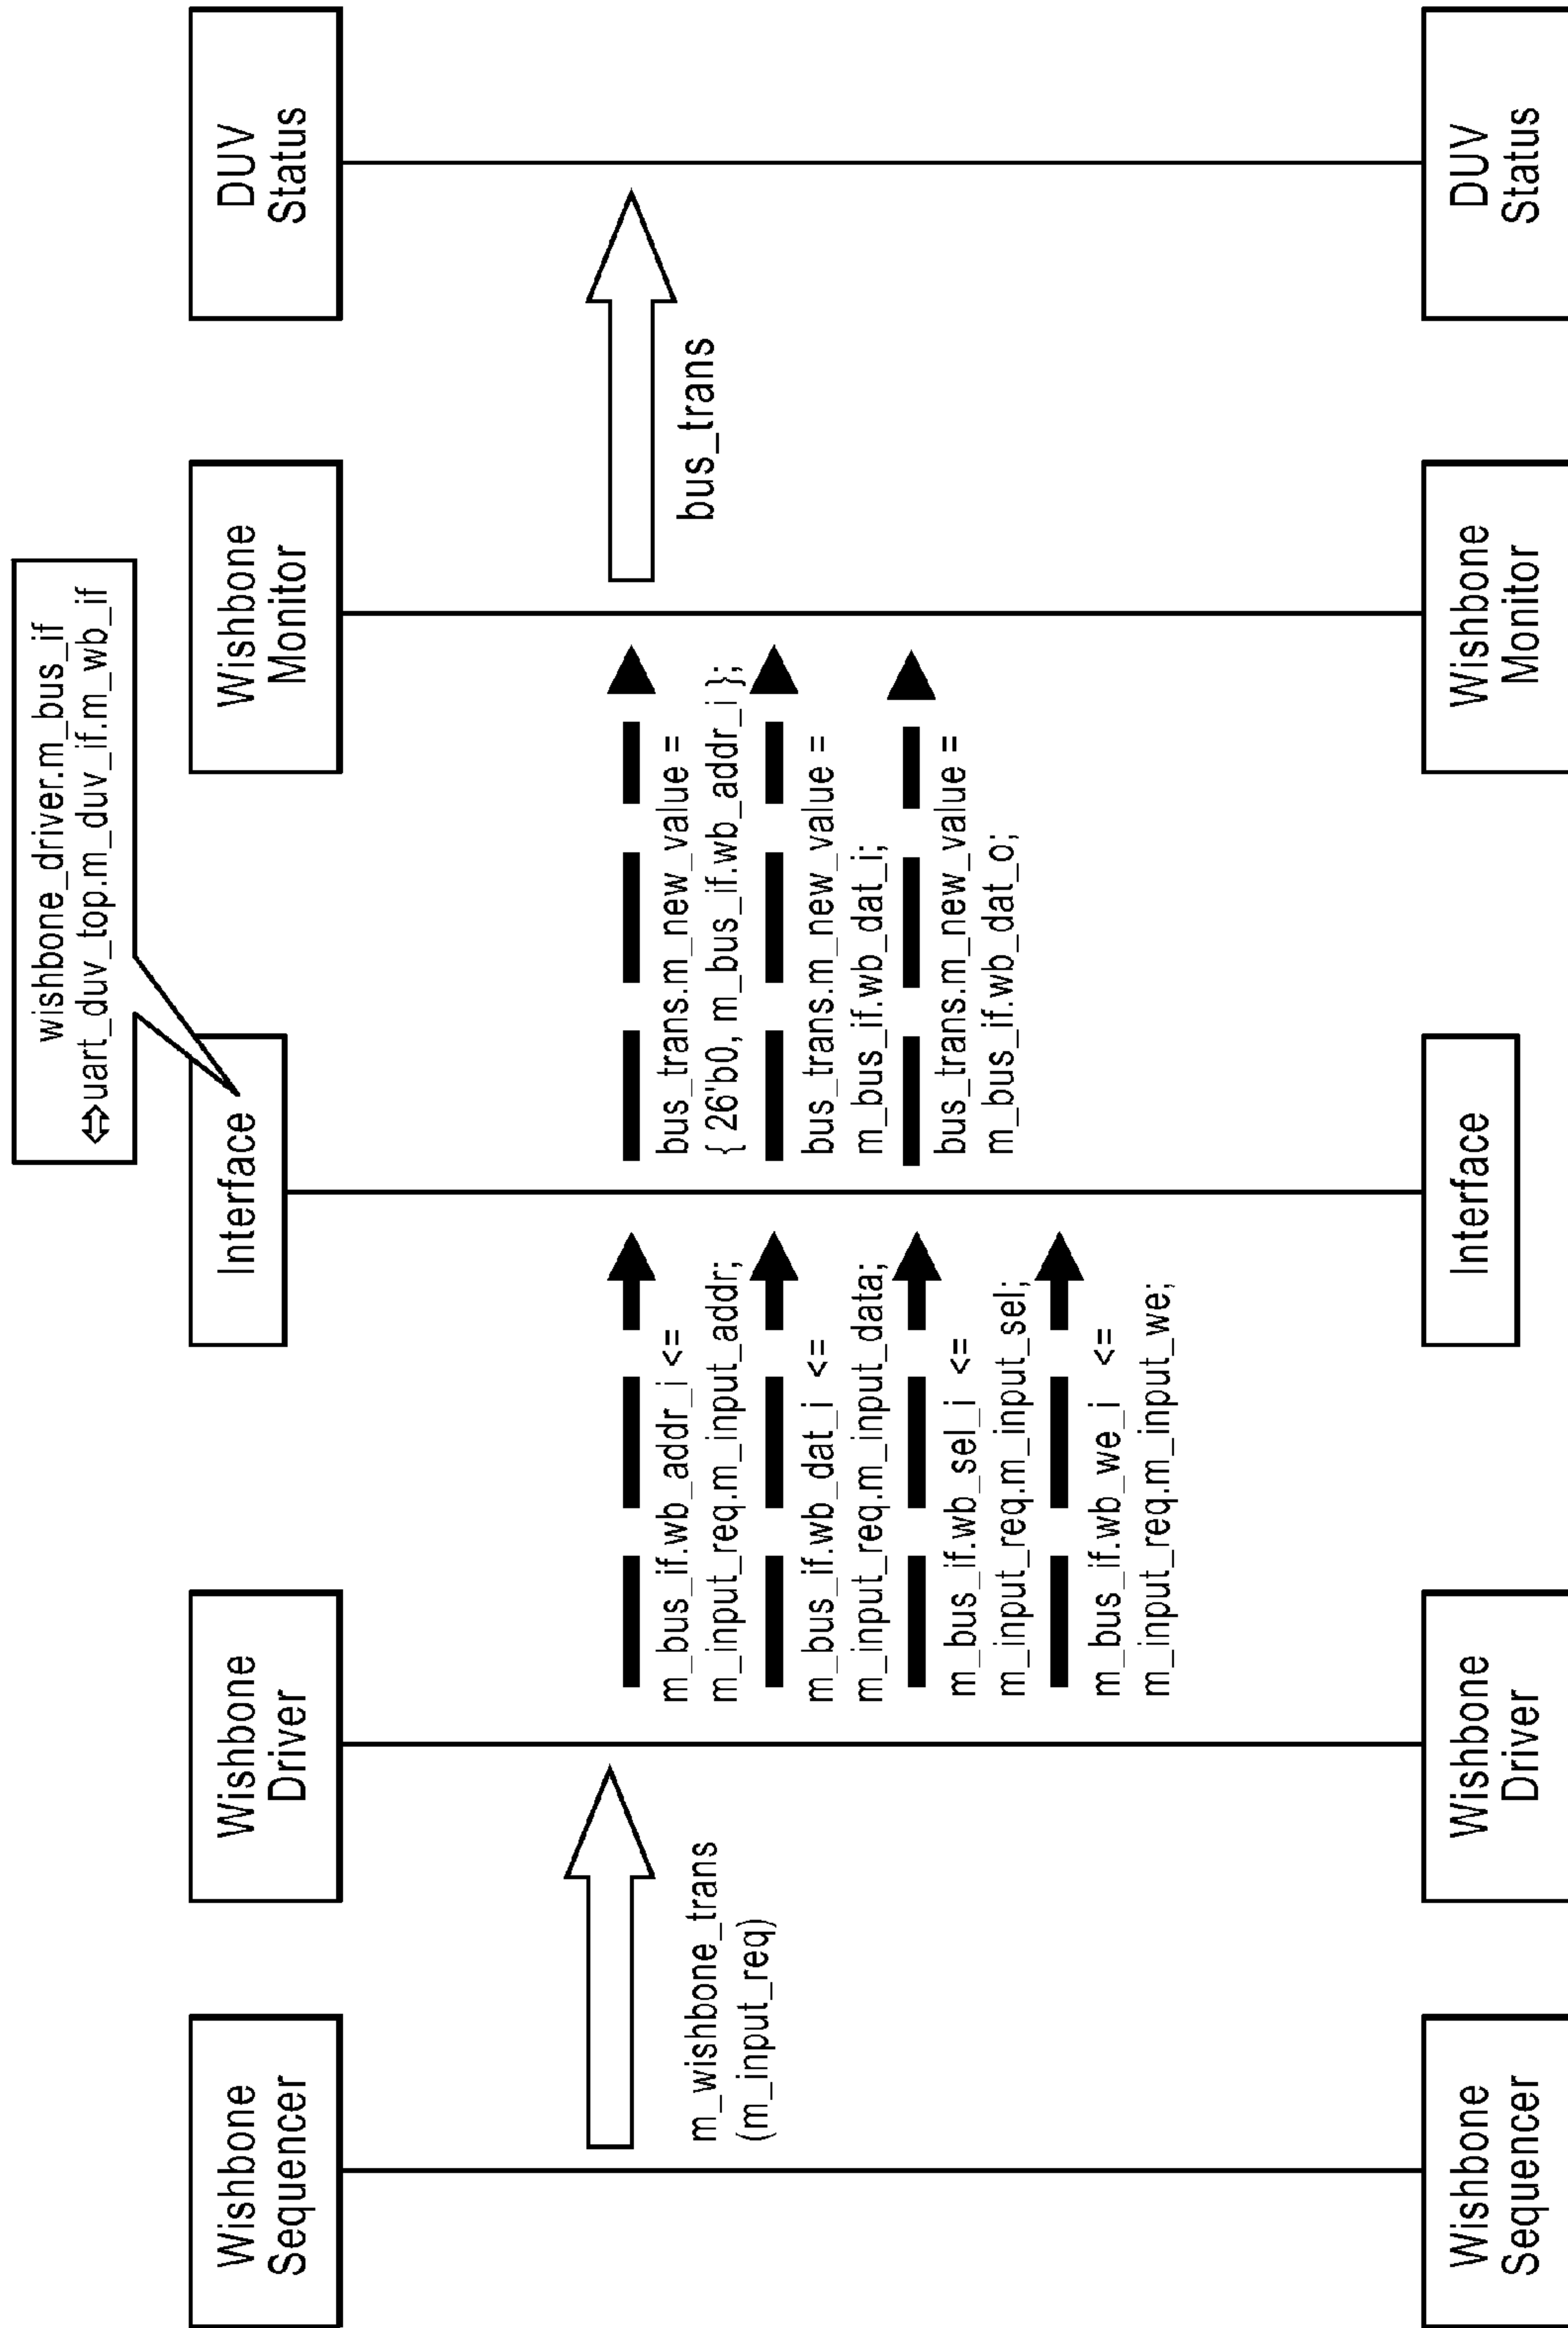 wishbone_driver.m_bus_if
⇔uart_duv_top.m_duv_if.m_wb_if
Wishbone
Sequencer
Wishbone
Driver
Interface
Wishbone
Monitor
DUV
Status
m_wishbone_trans
(m_input_req)
m_bus_if.wb_addr_i <=
m_input_req.m_input_addr;
m_bus_if.wb_dat_i <=
m_input_req.m_input_data;
m_bus_if.wb_sel_i <=
m_input_req.m_input_sel;
m_bus_if.wb_we_i <=
m_input_req.m_input_we;
bus_trans.m_new_value =
{ 26'b0, m_bus_if.wb_addr_i };
bus_trans.m_new_value =
m_bus_if.wb_dat_i;
bus_trans.m_new_value =
m_bus_if.wb_dat_o;
bus_trans
Wishbone
Sequencer
Wishbone
Driver
Interface
Wishbone
Monitor
DUV
Status